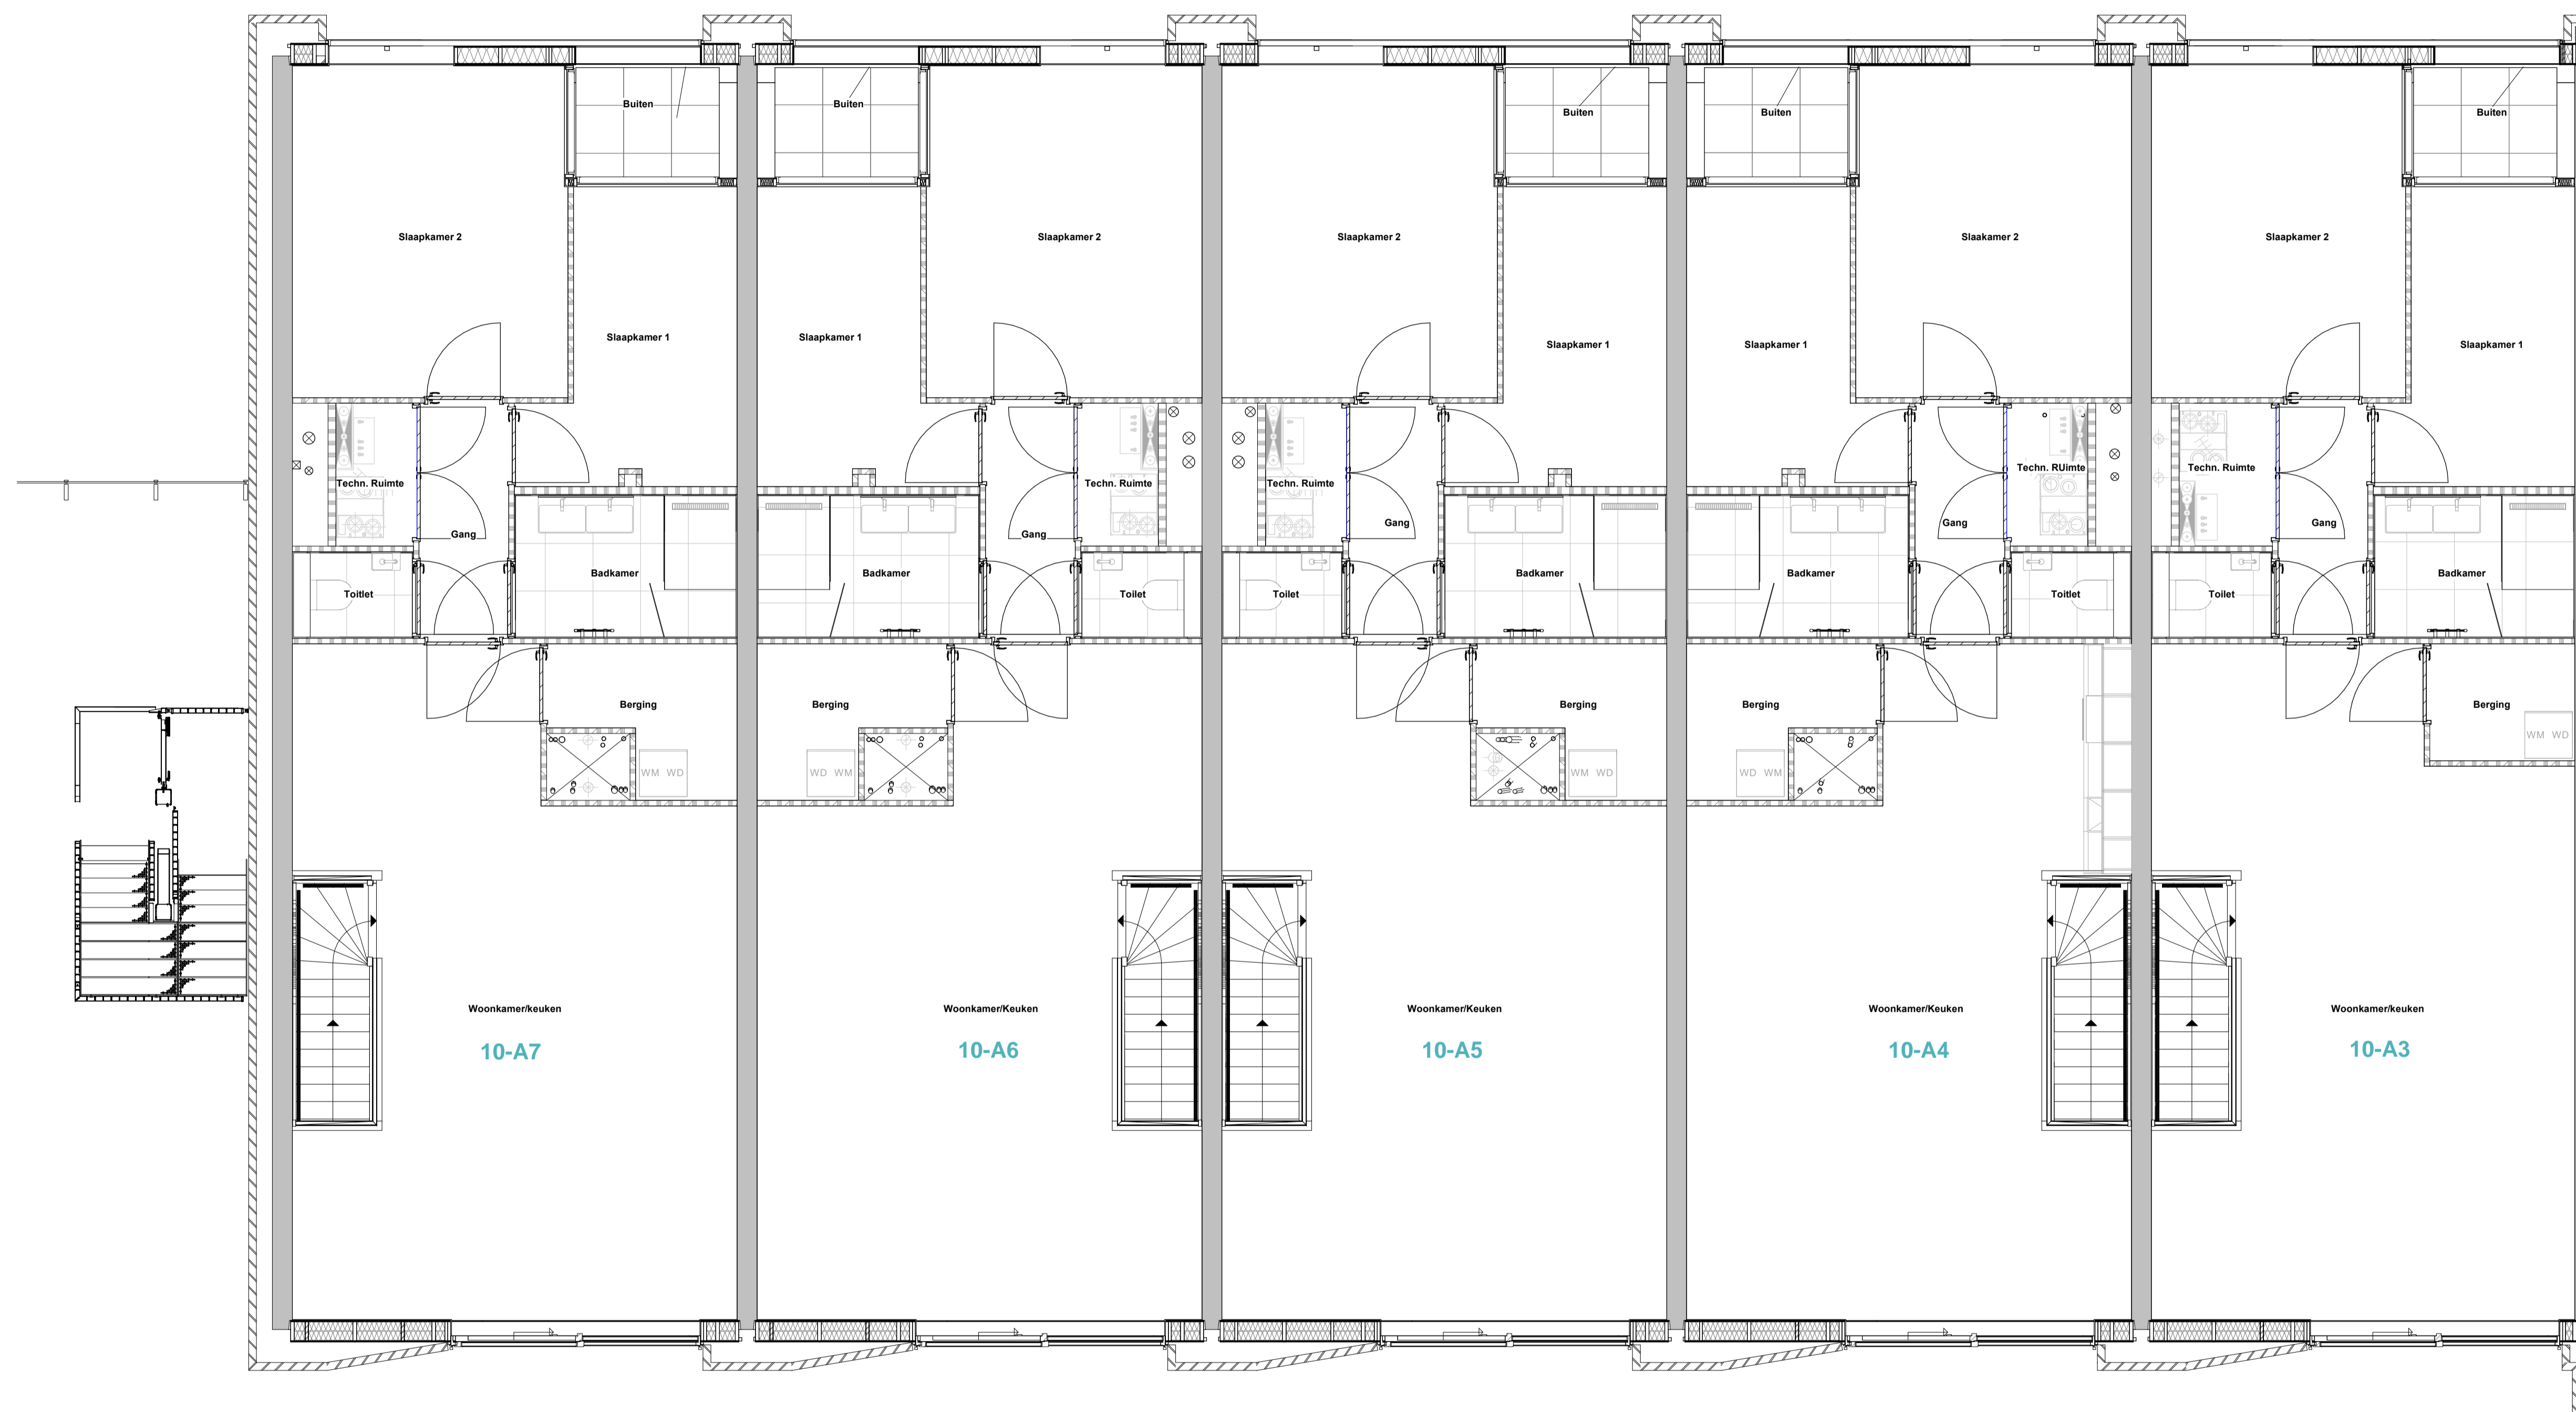 Buiten
Buiten
Buiten
Buiten
Buiten
Slaapkamer 2
Slaapkamer 2
Slaapkamer 2
Slaakamer 2
Slaapkamer 2
Slaapkamer 1
Slaapkamer 1
Slaapkamer 1
Slaapkamer 1
Slaapkamer 1
Techn. Ruimte
Techn. Ruimte
Techn. Ruimte
Techn. RUimte
Techn. Ruimte
Gang
Gang
Gang
Gang
Gang
Badkamer
Badkamer
Badkamer
Badkamer
Badkamer
Toitlet
Toilet
Toilet
Toitlet
Toilet
Berging
Berging
Berging
Berging
Berging
WM WD
WD WM
WM WD
WD WM
WM WD
Woonkamer/keuken
Woonkamer/Keuken
Woonkamer/Keuken
Woonkamer/Keuken
Woonkamer/keuken
10-A7
10-A6
10-A5
10-A4
10-A3